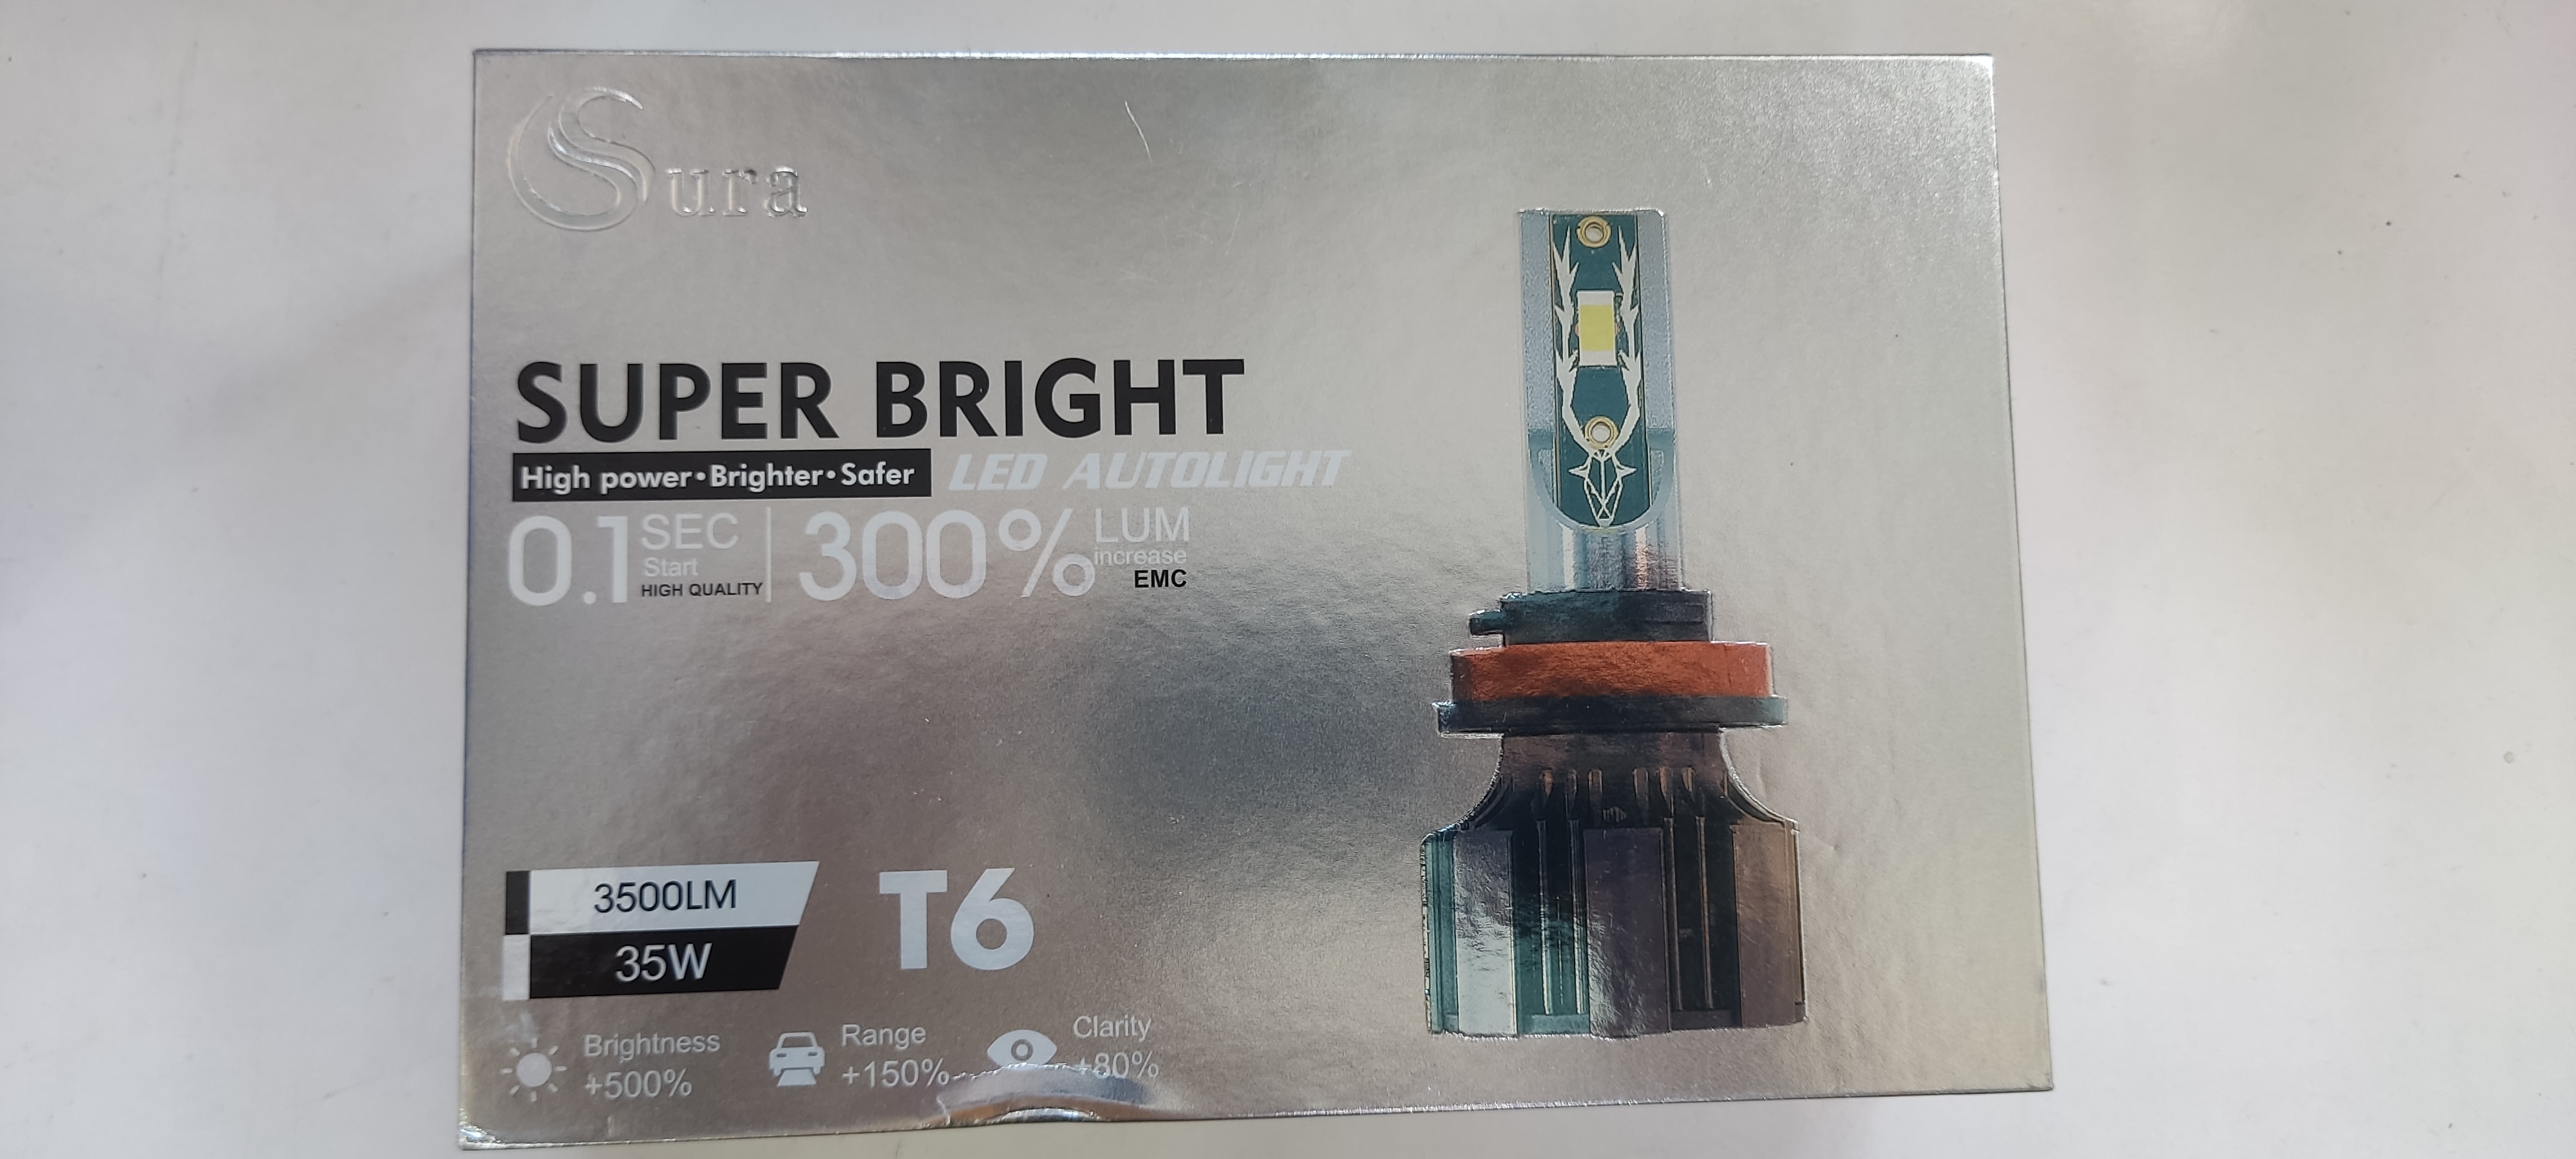 Sura
SUPER BRIGHT
High power•Brighter•Safer LED AUTOLIGHT
0.1 SEC Start HIGH QUALITY 300% LUM increase EMC
3500LM
35W
T6
Brightness +500%
Range +150%
Clarity +80%